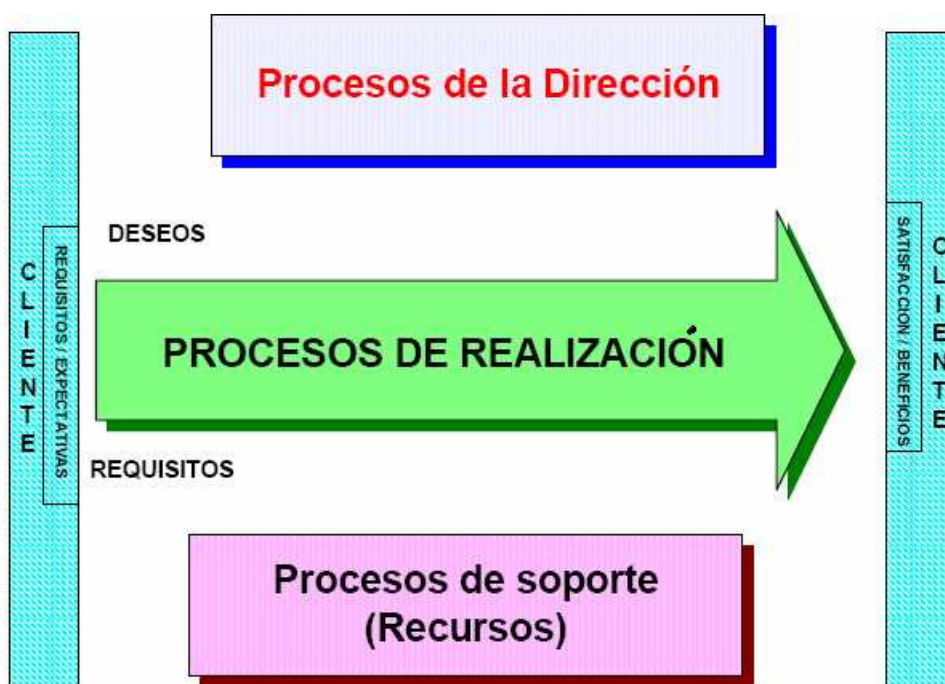 Procesos de la Dirección
CLIENTE
REQUISITOS / EXPECTATIVAS
DESEOS
PROCESOS DE REALIZACIÓN
REQUISITOS
SATISFACCION / BENEFICIOS
CLIENTE
Procesos de soporte
(Recursos)